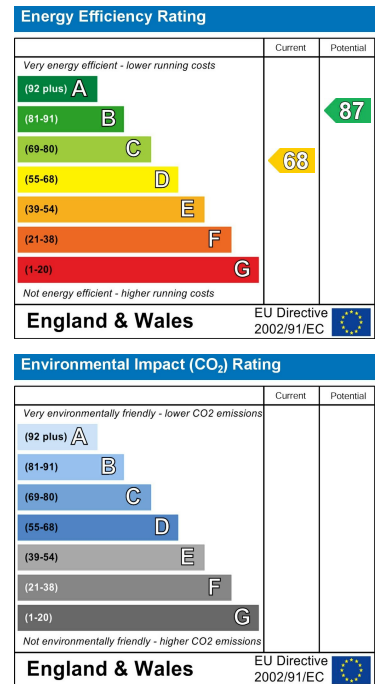 Energy Efficiency Rating
Current Potential
Very energy efficient - lower running costs
(92 plus) A
(81-91) B
87
(69-80) C
68
(55-68) D
(39-54) E
(21-38) F
(1-20) G
Not energy efficient - higher running costs
England & Wales
EU Directive
2002/91/EC
Environmental Impact (CO₂) Rating
Current Potential
Very environmentally friendly - lower CO2 emissions
(92 plus) A
(81-91) B
(69-80) C
(55-68) D
(39-54) E
(21-38) F
(1-20) G
Not environmentally friendly - higher CO2 emissions
England & Wales
EU Directive
2002/91/EC